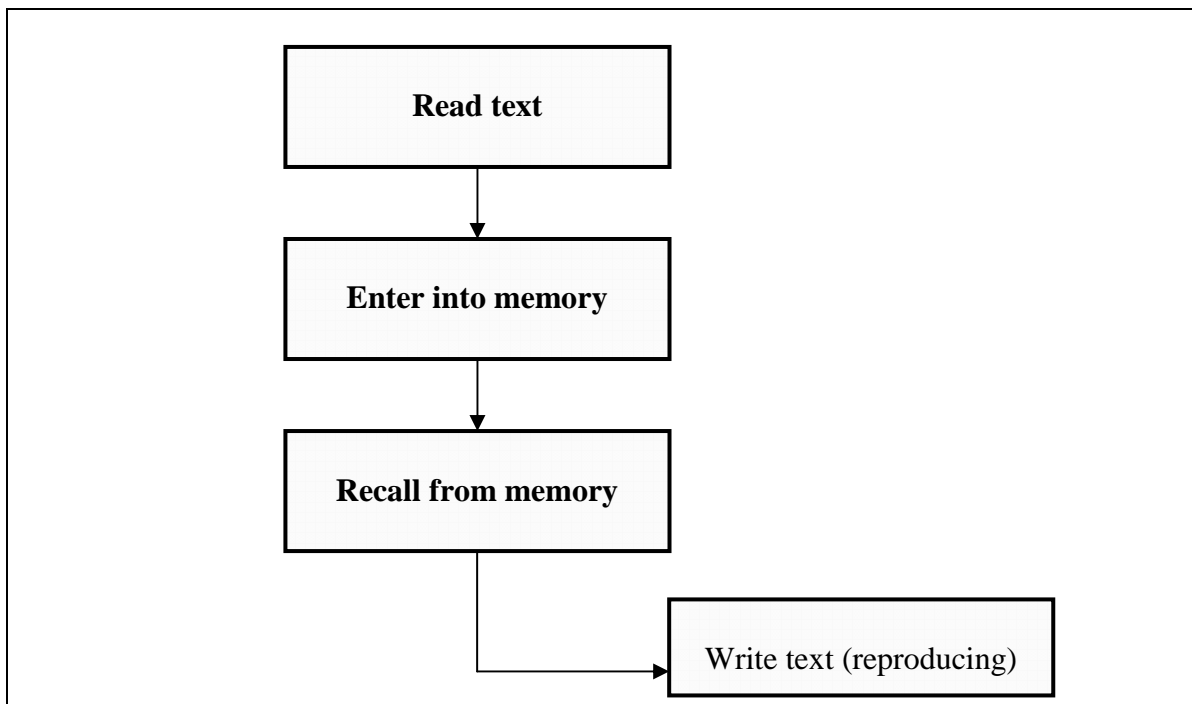 Read text
Enter into memory
Recall from memory
Write text (reproducing)